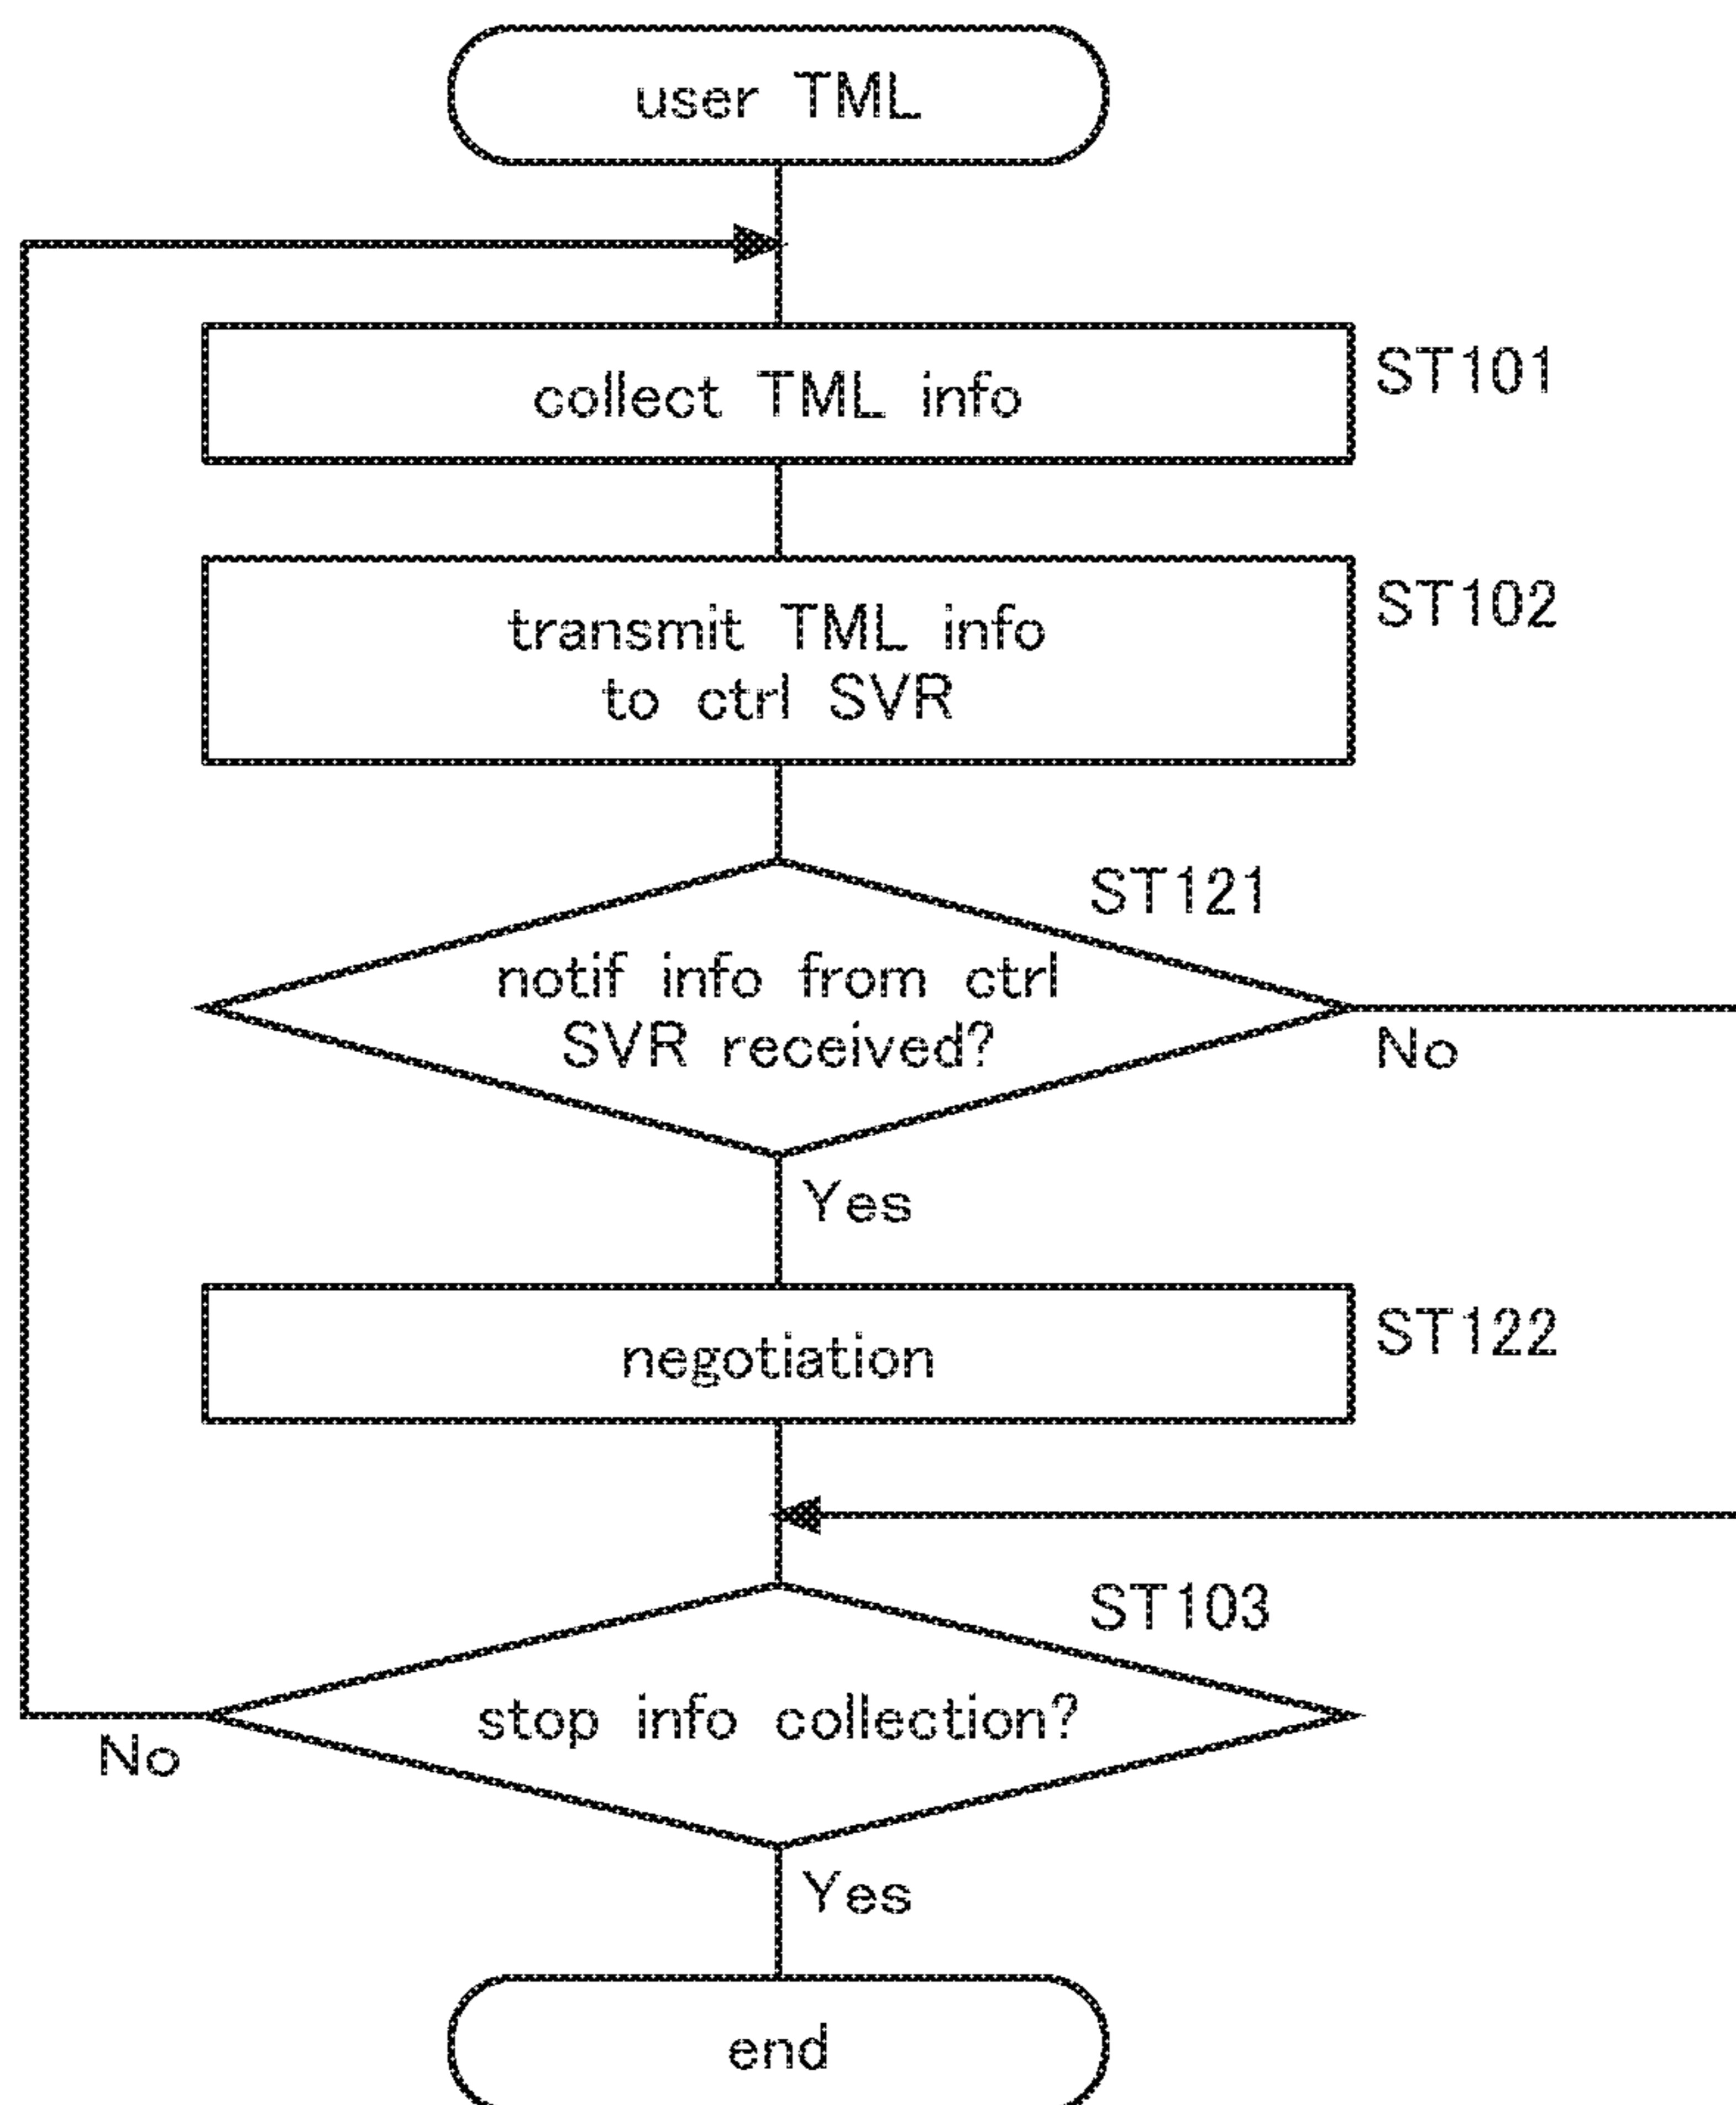 user TML
collect TML info
ST101
transmit TML info
to ctrl SVR
ST102
ST121
notif info from ctrl
SVR received?
No
Yes
negotiation
ST122
ST103
stop info collection?
No
Yes
end